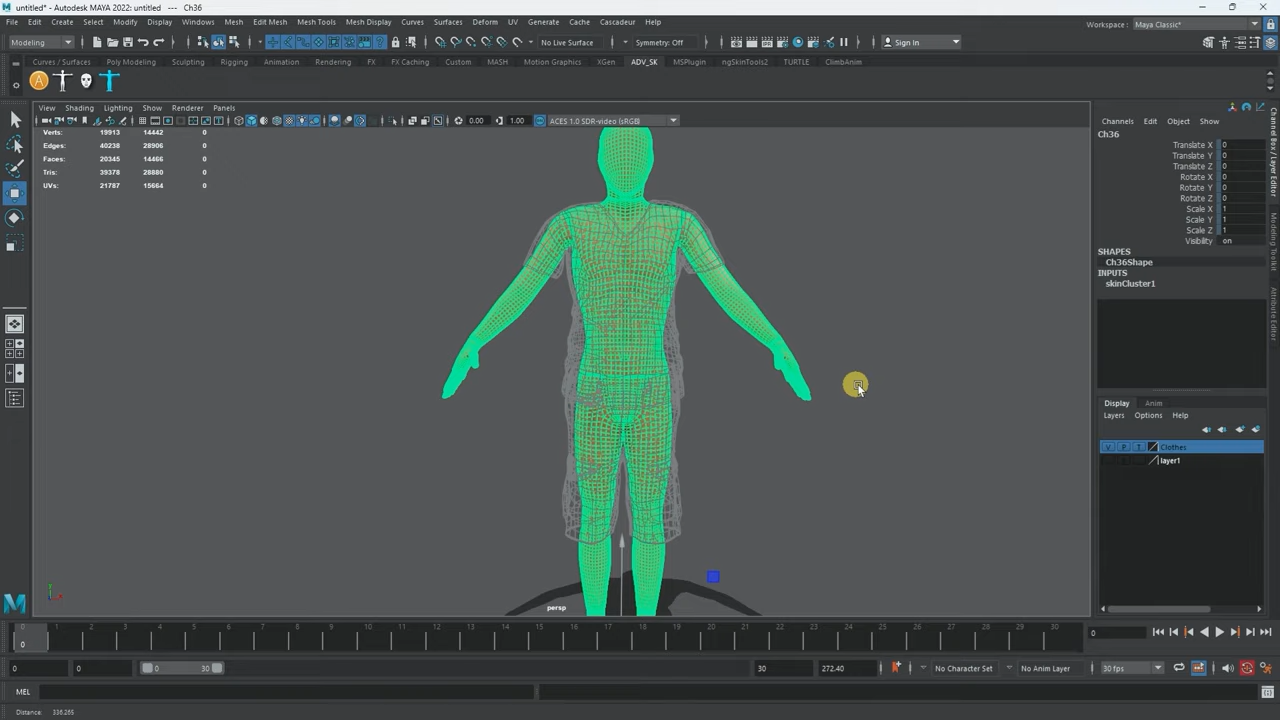 untitled* - Autodesk MAYA 2022: untitled --- Ch36
File Edit Create Select Modify Display Windows Mesh Edit Mesh Mesh Tools Mesh Display Curves Surfaces Deform UV Generate Cache Cascadeur Help
Workspace : Maya Classic*
Modeling No Live Surface Symmetry: Off Sign In
Curves / Surfaces Poly Modeling Sculpting Rigging Animation Rendering FX FX Caching Custom MASH Motion Graphics XGen ADV_SK MSPlugin ngSkinTools2 TURTLE ClimbAnim
View Shading Lighting Show Renderer Panels
0.00 1.00 ACES 1.0 SDR-video (sRGB)
Verts: 19913 14442 0
Edges: 40238 28906 0
Faces: 20345 14466 0
Tris: 39378 28880 0
UVs: 21787 15664 0
persp
Channels Edit Object Show
Ch36
Translate X 0
Translate Y 0
Translate Z 0
Rotate X 0
Rotate Y 0
Rotate Z 0
Scale X 1
Scale Y 1
Scale Z 1
Visibility on
SHAPES
Ch36Shape
INPUTS
skinCluster1
Channel Box / Layer Editor
Modeling Toolkit
Attribute Editor
Display Anim
Layers Options Help
V P T Clothes
layer1
0 1 2 3 4 5 6 7 8 9 10 11 12 13 14 15 16 17 18 19 20 21 22 23 24 25 26 27 28 29 30
0 0
0 0 0 30 30 272.40 No Character Set No Anim Layer 30 fps
MEL
Distance: 336.265